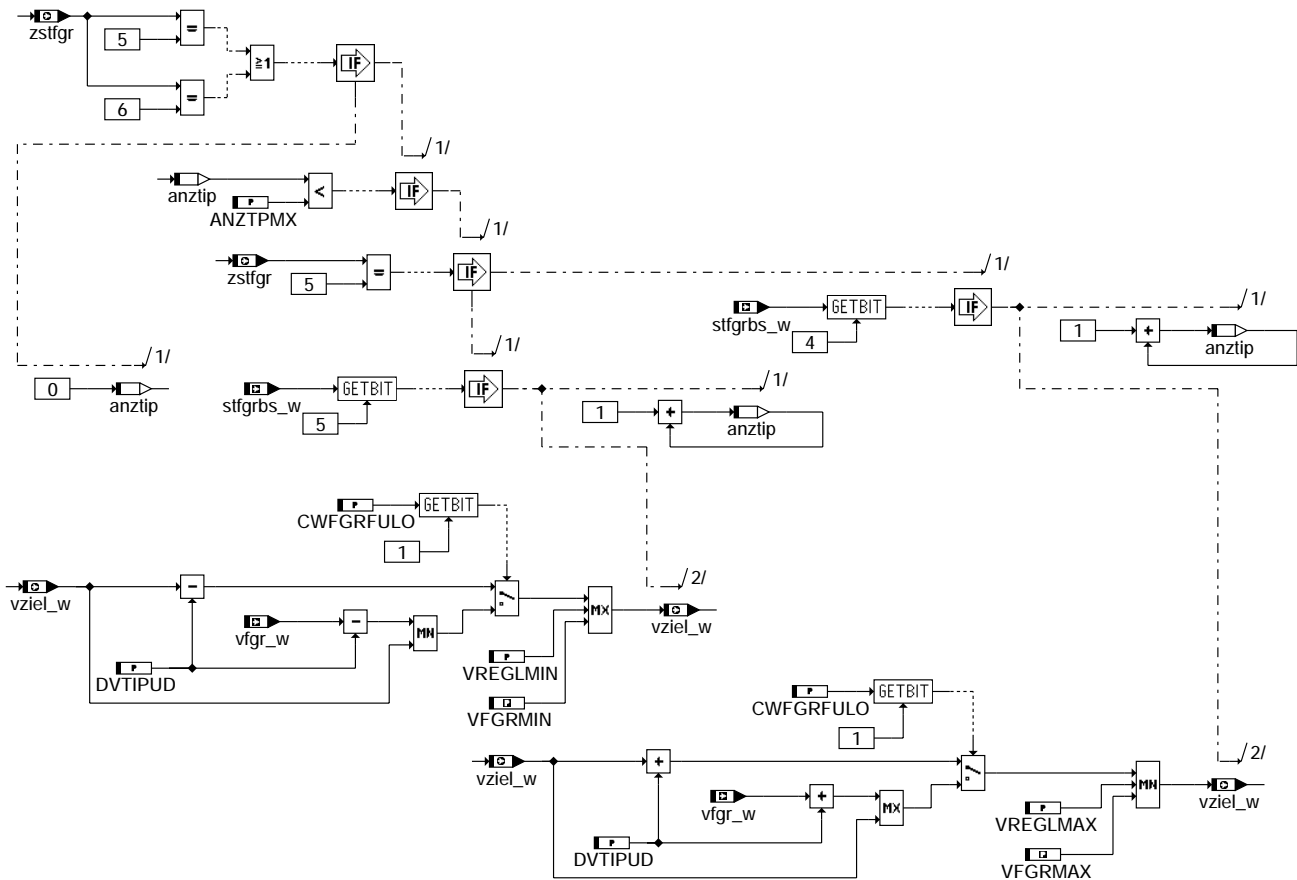 zstfgr
5
=
≧1
IF
6
=
/1/
anztip
ANZTPMX
P
<
IF
/1/
zstfgr
5
=
IF
/1/
stfgrbs_w
GETBIT
4
IF
/1/
1
+
anztip
/1/
0
anztip
/1/
stfgrbs_w
GETBIT
5
IF
/1/
1
+
anztip
P
CWFGRFULO
GETBIT
1
vziel_w
-
/2/
vfgr_w
-
MN
MX
vziel_w
P
DVTIPUD
P
VREGLMIN
VFGRMIN
P
CWFGRFULO
GETBIT
1
vziel_w
+
/2/
vfgr_w
+
MX
MN
vziel_w
P
DVTIPUD
P
VREGLMAX
VFGRMAX